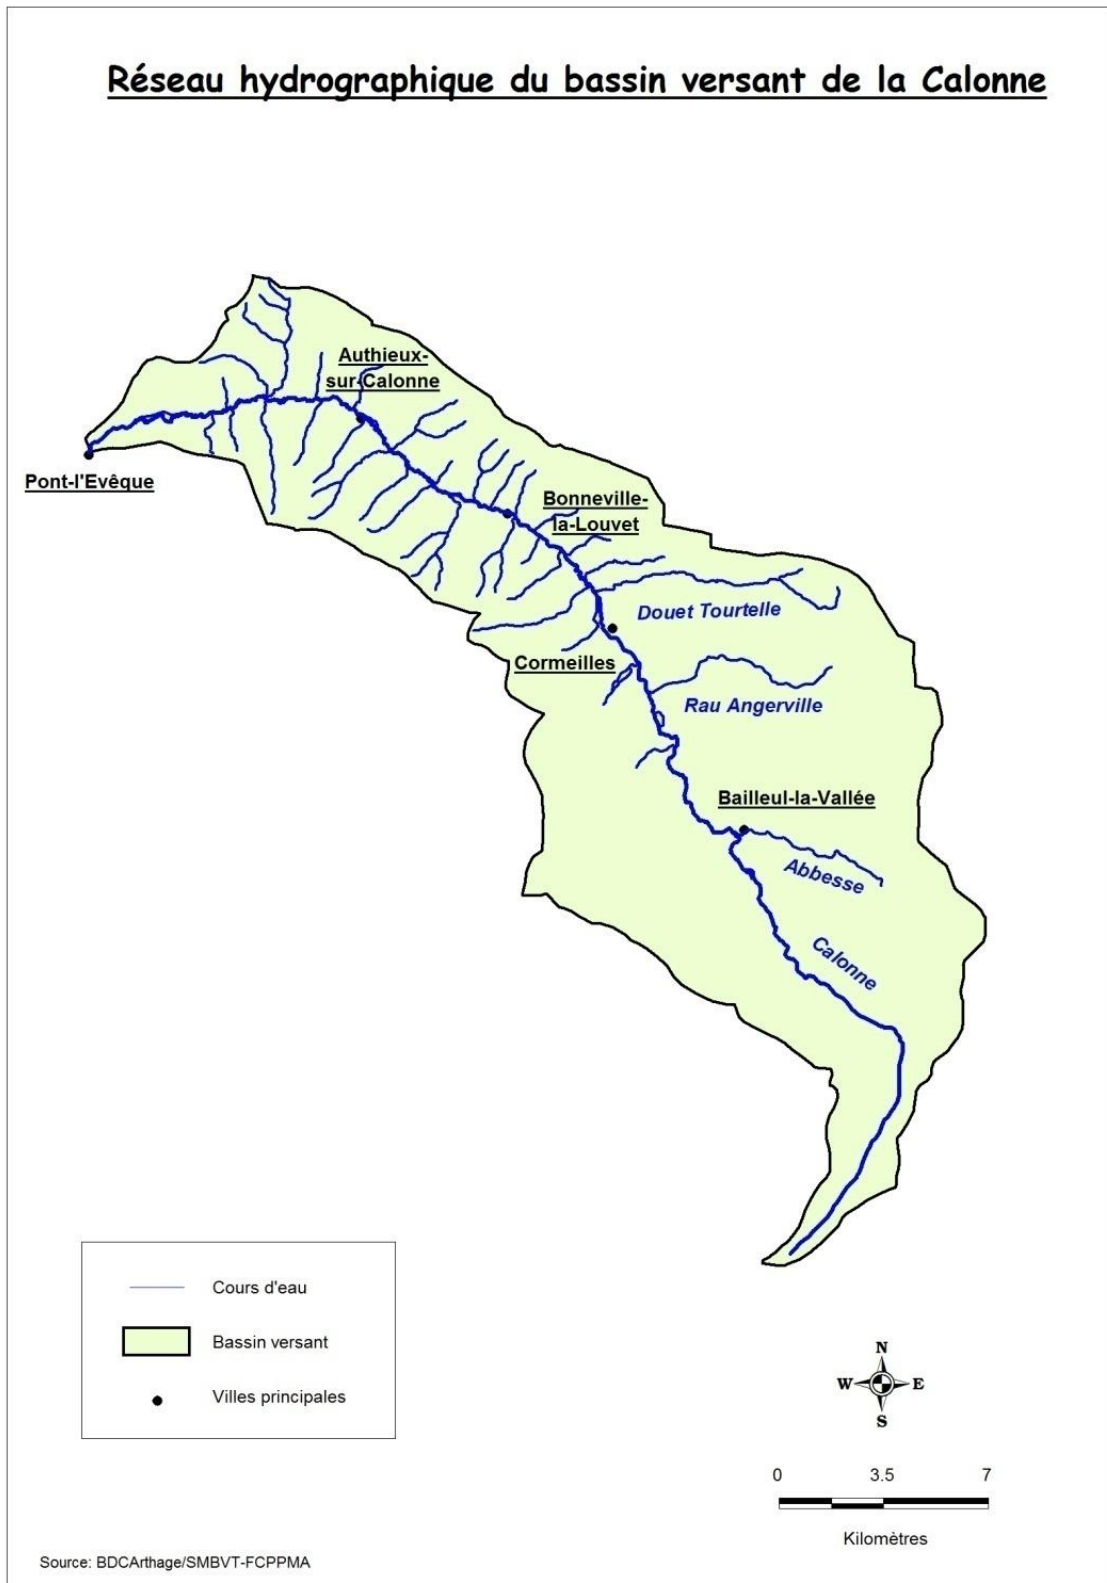 Réseau hydrographique du bassin versant de la Calonne
Authieux-
sur-Calonne
Pont-l'Evêque
Bonneville-
la-Louvet
Douet Tourtelle
Cormeilles
Rau Angerville
Bailleul-la-Vallée
Abbesse
Calonne
Cours d'eau
Bassin versant
Villes principales
N
W E
S
0 3.5 7
Kilomètres
Source: BDCArthage/SMBVT-FCPPMA